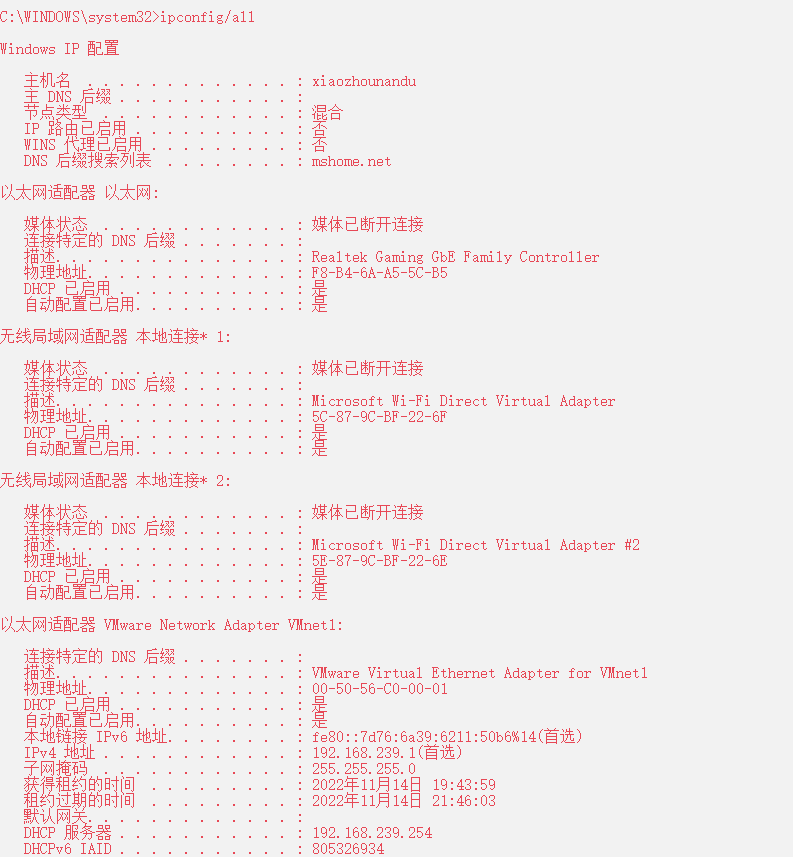 C:\WINDOWS\system32>ipconfig/all
Windows IP 配置
主机名 . . . . . . . . . . . . . : xiaozhounandu
主 DNS 后缀 . . . . . . . . . . . :
节点类型 . . . . . . . . . . . . : 混合
IP 路由已启用 . . . . . . . . . . : 否
WINS 代理已启用 . . . . . . . . . : 否
DNS 后缀搜索列表 . . . . . . . . : mshome.net
以太网适配器 以太网:
媒体状态 . . . . . . . . . . . . : 媒体已断开连接
连接特定的 DNS 后缀 . . . . . . . :
描述. . . . . . . . . . . . . . . : Realtek Gaming GbE Family Controller
物理地址. . . . . . . . . . . . . : F8-B4-6A-A5-5C-B5
DHCP 已启用 . . . . . . . . . . . : 是
自动配置已启用. . . . . . . . . . : 是
无线局域网适配器 本地连接* 1:
媒体状态 . . . . . . . . . . . . : 媒体已断开连接
连接特定的 DNS 后缀 . . . . . . . :
描述. . . . . . . . . . . . . . . : Microsoft Wi-Fi Direct Virtual Adapter
物理地址. . . . . . . . . . . . . : 5C-87-9C-BF-22-6F
DHCP 已启用 . . . . . . . . . . . : 是
自动配置已启用. . . . . . . . . . : 是
无线局域网适配器 本地连接* 2:
媒体状态 . . . . . . . . . . . . : 媒体已断开连接
连接特定的 DNS 后缀 . . . . . . . :
描述. . . . . . . . . . . . . . . : Microsoft Wi-Fi Direct Virtual Adapter #2
物理地址. . . . . . . . . . . . . : 5E-87-9C-BF-22-6E
DHCP 已启用 . . . . . . . . . . . : 是
自动配置已启用. . . . . . . . . . : 是
以太网适配器 VMware Network Adapter VMnet1:
连接特定的 DNS 后缀 . . . . . . . :
描述. . . . . . . . . . . . . . . : VMware Virtual Ethernet Adapter for VMnet1
物理地址. . . . . . . . . . . . . : 00-50-56-C0-00-01
DHCP 已启用 . . . . . . . . . . . : 是
自动配置已启用. . . . . . . . . . : 是
本地链接 IPv6 地址. . . . . . . . : fe80::7d76:6a39:6211:50b6%14(首选)
IPv4 地址 . . . . . . . . . . . . : 192.168.239.1(首选)
子网掩码 . . . . . . . . . . . . : 255.255.255.0
获得租约的时间 . . . . . . . . . : 2022年11月14日 19:43:59
租约过期的时间 . . . . . . . . . : 2022年11月14日 21:46:03
默认网关. . . . . . . . . . . . . :
DHCP 服务器 . . . . . . . . . . . : 192.168.239.254
DHCPv6 IAID . . . . . . . . . . . : 805326934